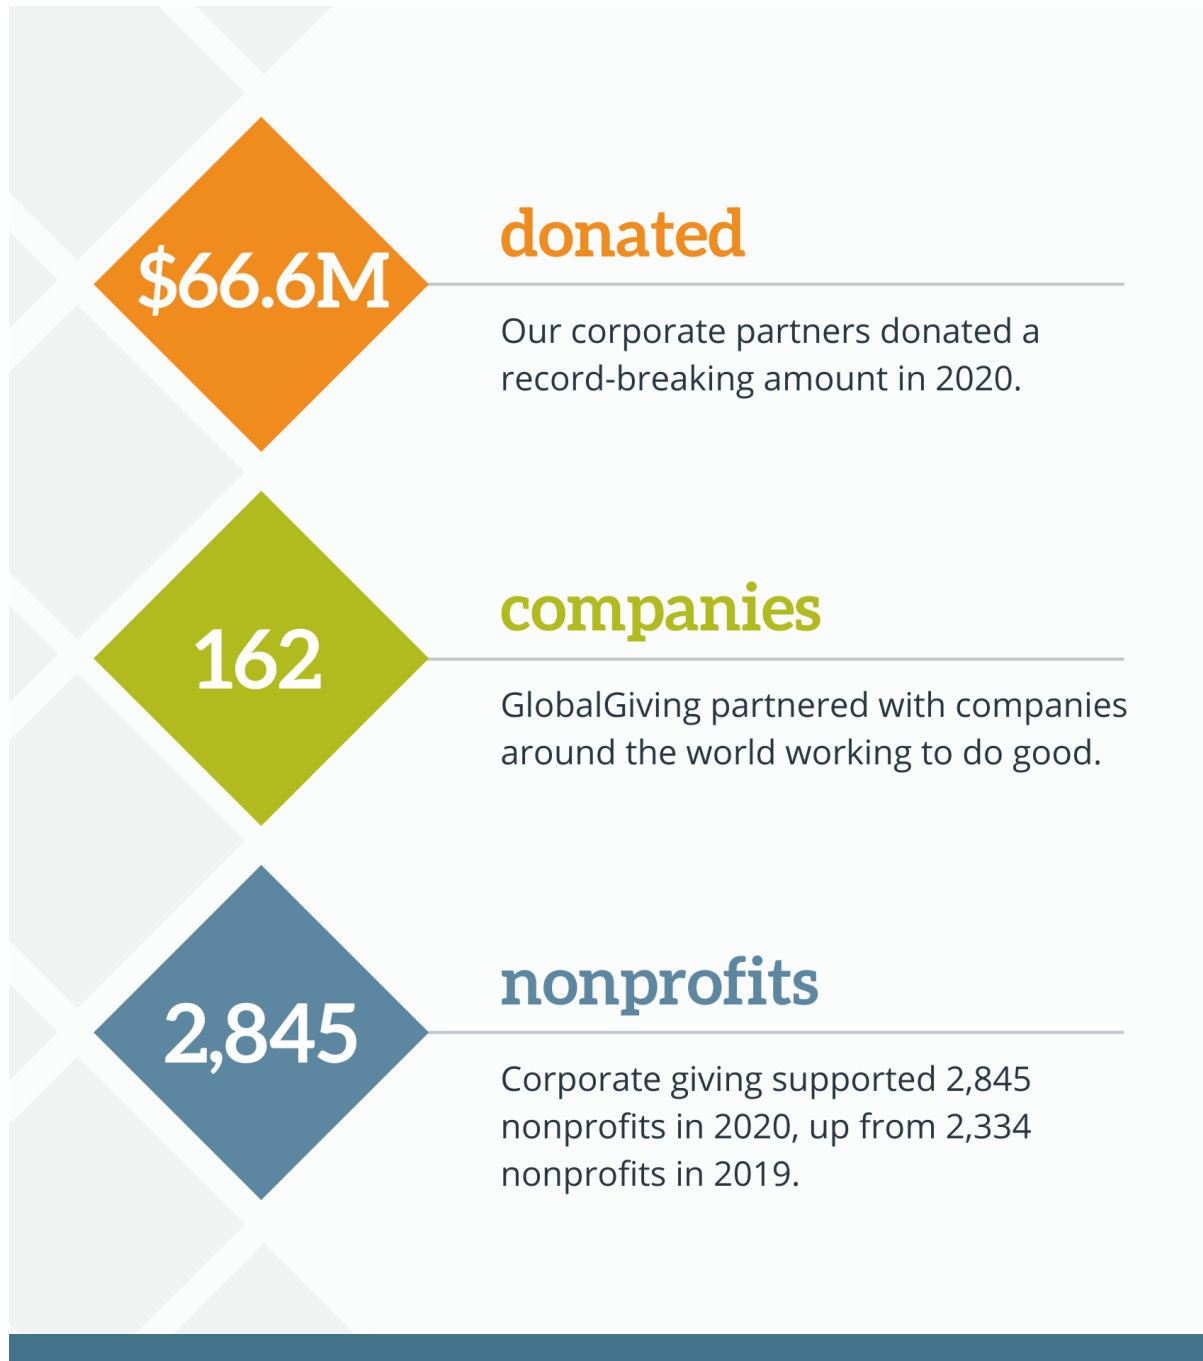 $66.6M
donated
Our corporate partners donated a
record-breaking amount in 2020.
162
companies
GlobalGiving partnered with companies
around the world working to do good.
2,845
nonprofits
Corporate giving supported 2,845
nonprofits in 2020, up from 2,334
nonprofits in 2019.